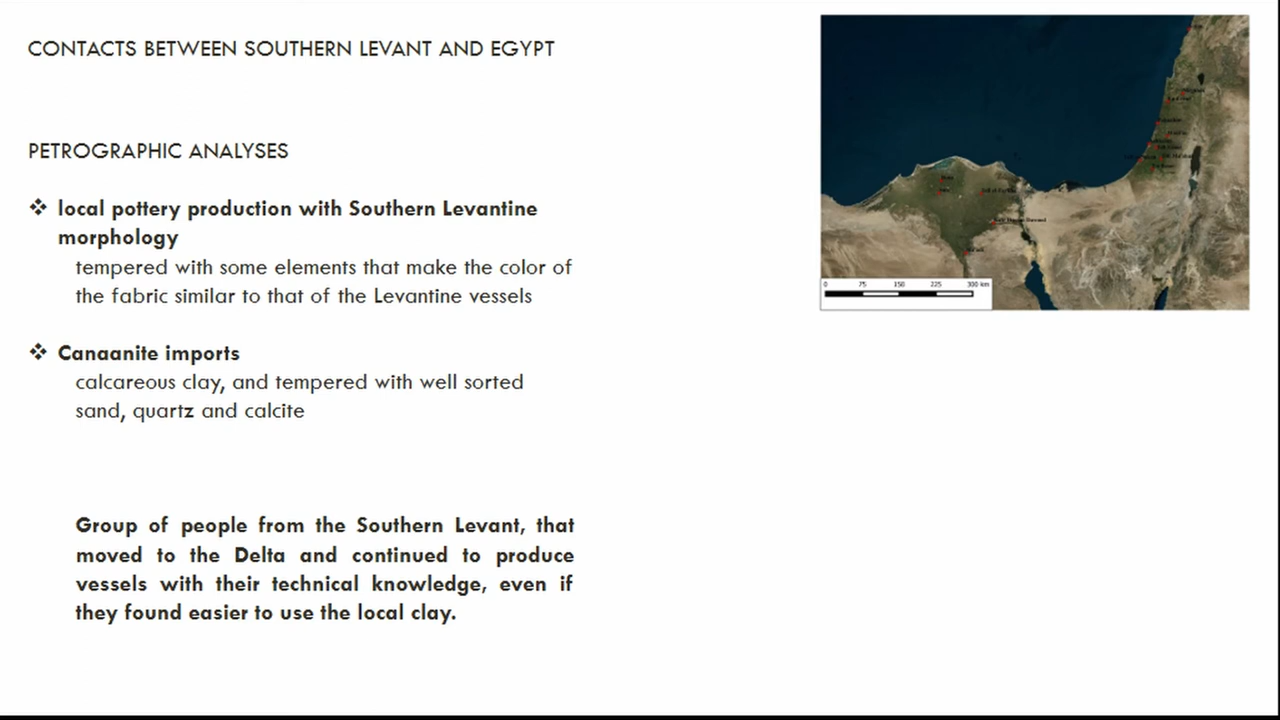 CONTACTS BETWEEN SOUTHERN LEVANT AND EGYPT
PETROGRAPHIC ANALYSES
❖ local pottery production with Southern Levantine
morphology
tempered with some elements that make the color of
the fabric similar to that of the Levantine vessels
❖ Canaanite imports
calcareous clay, and tempered with well sorted
sand, quartz and calcite
Group of people from the Southern Levant, that
moved to the Delta and continued to produce
vessels with their technical knowledge, even if
they found easier to use the local clay.
0 75 150 225 300 km